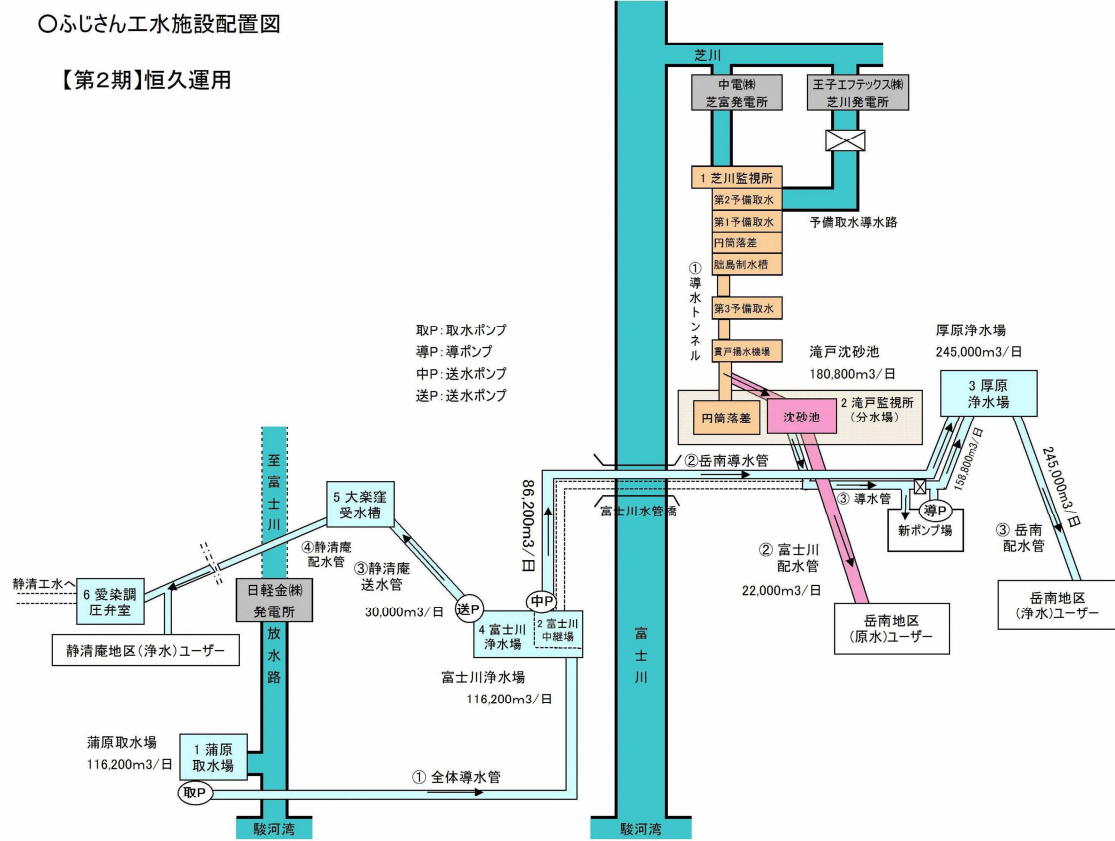 〇ふじさん工水施設配置図
【第2期】恒久運用
芝川
中電㈱
芝富発電所
王子エフテックス㈱
芝川発電所
1 芝川監視所
第2予備取水
第1予備取水
円筒落差
朏島制水槽
予備取水導水路
①導水トンネル
第3予備取水
貫戸揚水機場
取P:取水ポンプ
導P:導ポンプ
中P:送水ポンプ
送P:送水ポンプ
滝戸沈砂池
180,800m3/日
厚原浄水場
245,000m3/日
3 厚原
浄水場
円筒落差
沈砂池
2 滝戸監視所
(分水場)
②岳南導水管
158,800m3/日
245,000m3/日
至富士川
5 大楽窪
受水槽
86,200m3/日
富士川水管橋
③ 導水管
導P
新ポンプ場
③ 岳南
配水管
④静清庵
配水管
③静清庵
送水管
30,000m3/日
② 富士川
配水管
22,000m3/日
静清工水へ
6 愛染調
圧弁室
日軽金㈱
発電所
送P
中P
4 富士川
浄水場
2 富士川
中継場
岳南地区
(原水)ユーザー
岳南地区
(浄水)ユーザー
静清庵地区(浄水)ユーザー
放水路
富士川
富士川浄水場
116,200m3/日
蒲原取水場
116,200m3/日
1 蒲原
取水場
取P
① 全体導水管
駿河湾
駿河湾